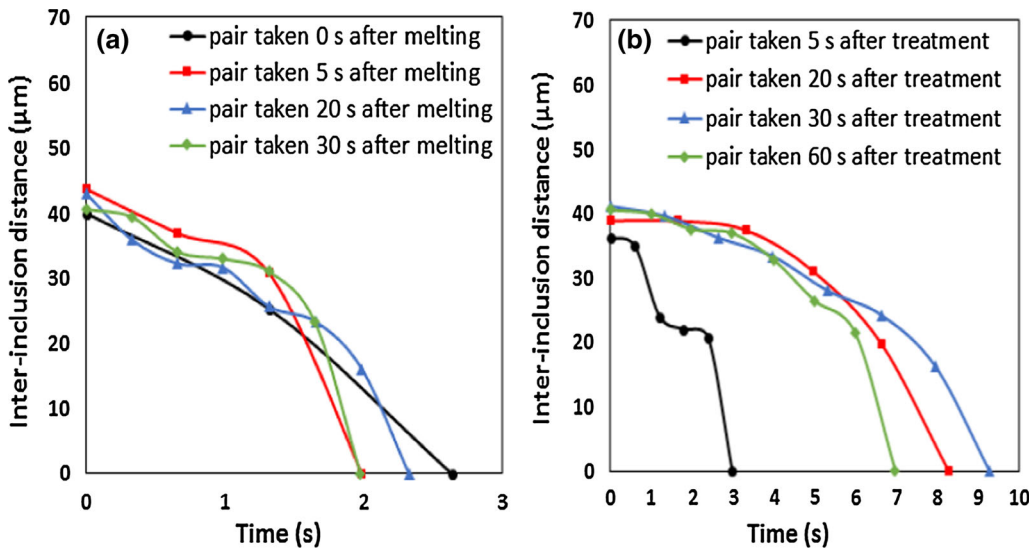 (a)
pair taken 0 s after melting
pair taken 5 s after melting
pair taken 20 s after melting
pair taken 30 s after melting
Inter-inclusion distance (μm)
70
60
50
40
30
20
10
0
0 1 2 3
Time (s)
(b)
pair taken 5 s after treatment
pair taken 20 s after treatment
pair taken 30 s after treatment
pair taken 60 s after treatment
Inter-inclusion distance (μm)
70
60
50
40
30
20
10
0
0 1 2 3 4 5 6 7 8 9 10
Time (s)